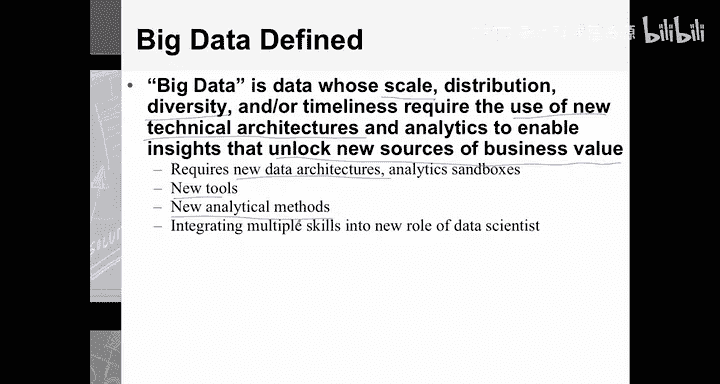 bilibili
Big Data Defined
• “Big Data” is data whose scale, distribution,
diversity, and/or timeliness require the use of new
technical architectures and analytics to enable
insights that unlock new sources of business value
– Requires new data architectures, analytics sandboxes
– New tools
– New analytical methods
– Integrating multiple skills into new role of data scientist